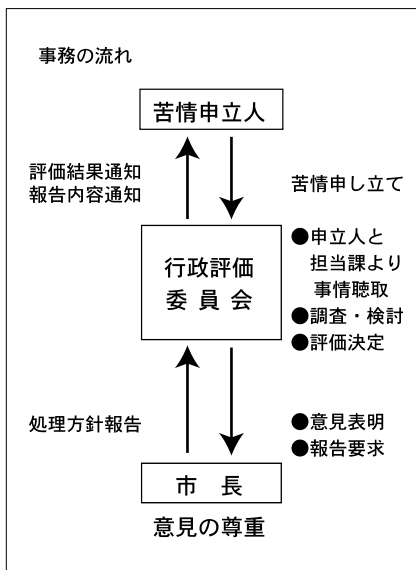 事務の流れ
苦情申立人
評価結果通知
報告内容通知
苦情申し立て
行政評価
委 員 会
●申立人と
担当課より
事情聴取
●調査・検討
●評価決定
処理方針報告
●意見表明
●報告要求
市　長
意見の尊重